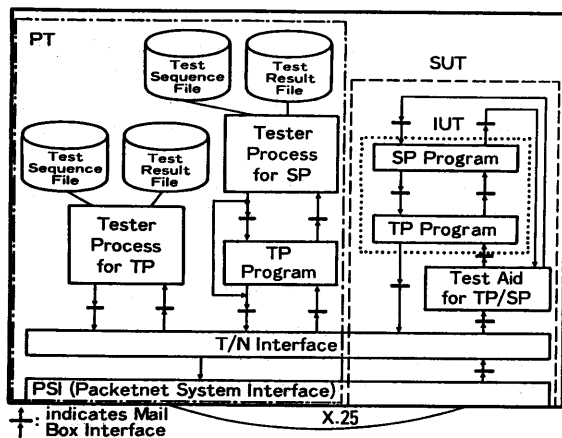 PT
Test
Sequence
File
Test
Result
File
SUT
Tester
Process
for SP
IUT
SP Program
Test
Sequence
File
Test
Result
File
Tester
Process
for TP
TP
Program
TP Program
Test Aid
for TP/SP
T/N Interface
PSI (Packetnet System Interface)
: indicates Mail
Box Interface
X.25